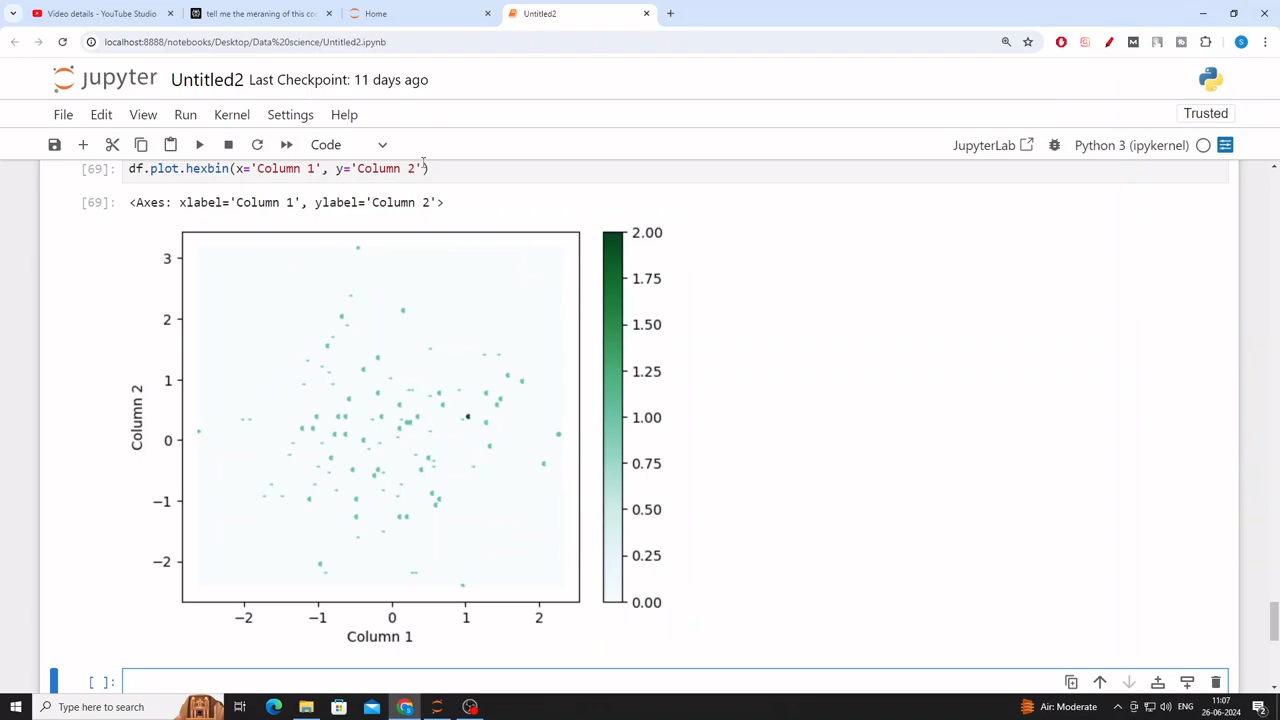 Video details - YouTube Studio
tell me the meraning of this co
Home
Untitled2
localhost:8888/notebooks/Desktop/Data%20science/Untitled2.ipynb
jupyter Untitled2 Last Checkpoint: 11 days ago
File Edit View Run Kernel Settings Help
Trusted
Code
JupyterLab
Python 3 (ipykernel)
[69]: df.plot.hexbin(x='Column 1', y='Column 2')
[69]: <Axes: xlabel='Column 1', ylabel='Column 2'>
3
2
1
0
−1
−2
Column 2
−2 −1 0 1 2
Column 1
2.00
1.75
1.50
1.25
1.00
0.75
0.50
0.25
0.00
[ ]:
Type here to search
Air: Moderate
ENG
11:07
26-06-2024
2